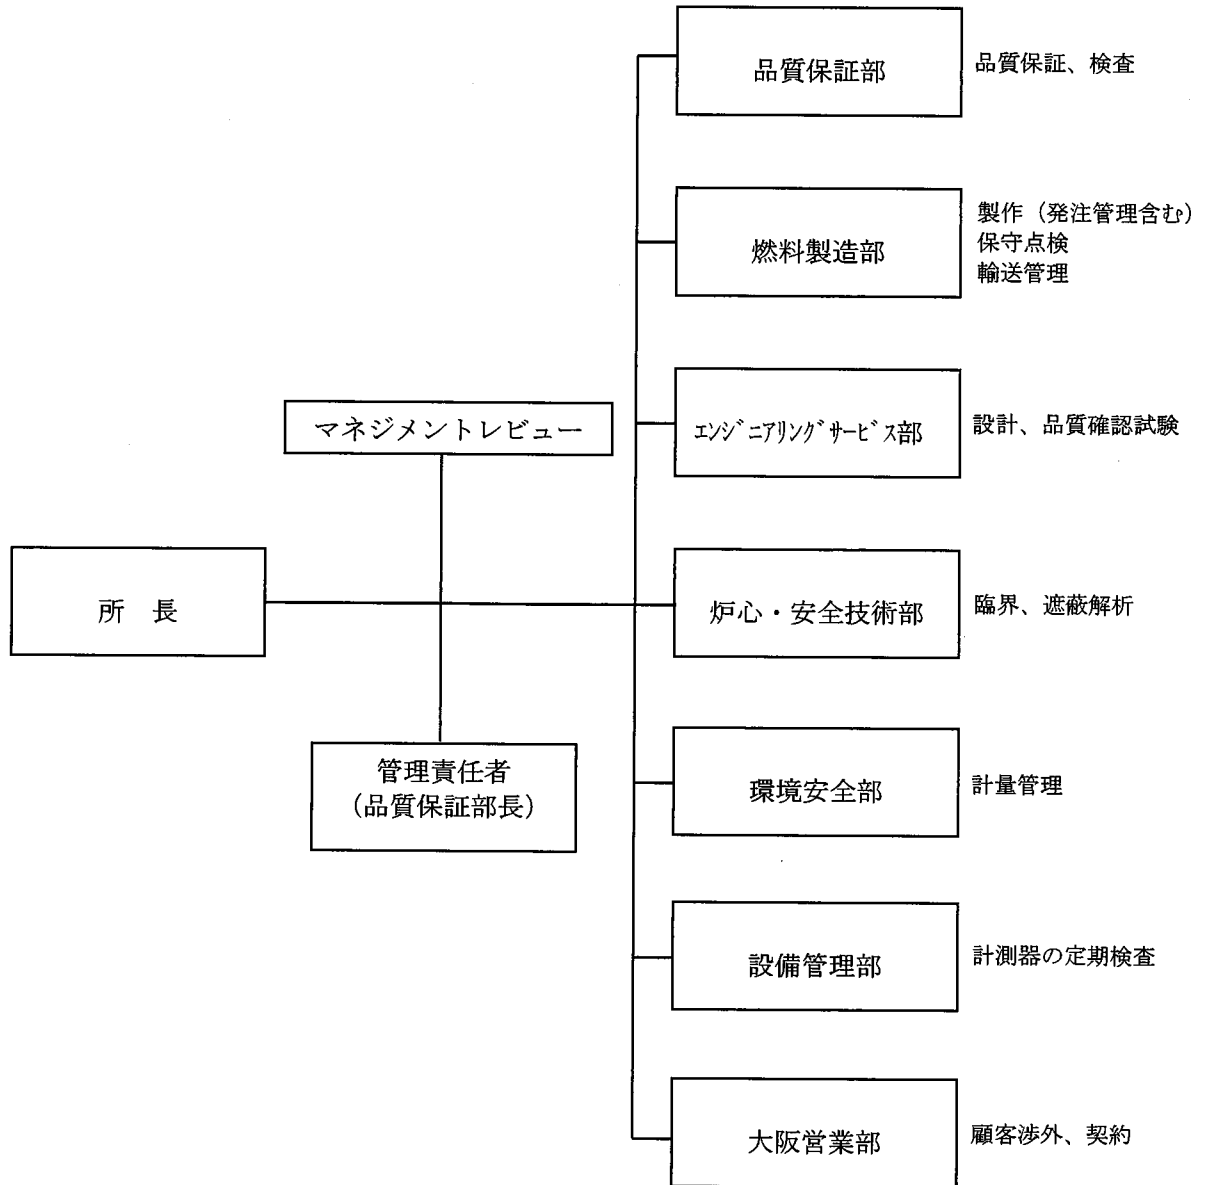 品質保証部
品質保証、検査
燃料製造部
製作（発注管理含む）
保守点検
輸送管理
エンジニアリングサービス部
設計、品質確認試験
マネジメントレビュー
所　長
炉心・安全技術部
臨界、遮蔽解析
管理責任者
（品質保証部長）
環境安全部
計量管理
設備管理部
計測器の定期検査
大阪営業部
顧客渉外、契約